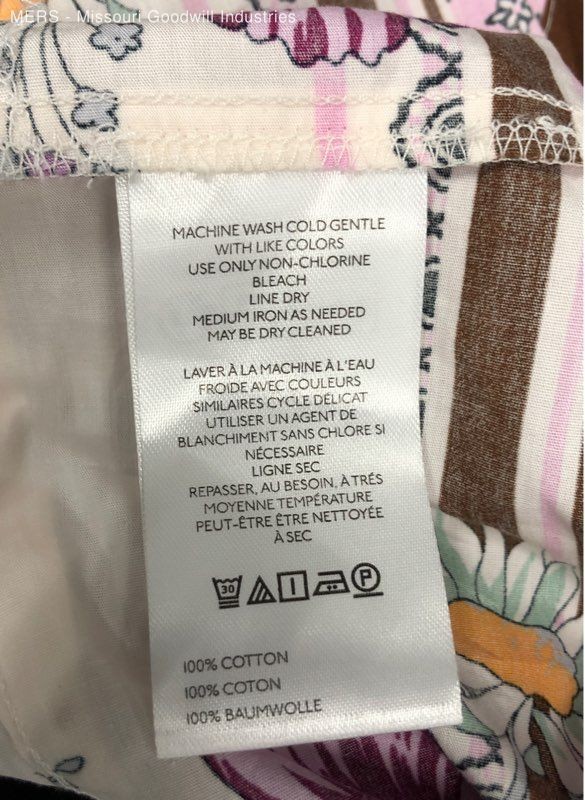 MERS - Missouri Goodwill Industries
MACHINE WASH COLD GENTLE
WITH LIKE COLORS
USE ONLY NON-CHLORINE
BLEACH
LINE DRY
MEDIUM IRON AS NEEDED
MAY BE DRY CLEANED
LAVER À LA MACHINE À L'EAU
FROIDE AVEC COULEURS
SIMILAIRES CYCLE DÉLICAT
UTILISER UN AGENT DE
BLANCHIMENT SANS CHLORE SI
NÉCESSAIRE
LIGNE SEC
REPASSER, AU BESOIN, À TRÉS
MOYENNE TEMPÉRATURE
PEUT-ÊTRE ÊTRE NETTOYÉE
À SEC
30 P
100% COTTON
100% COTON
100% BAUMWOLLE